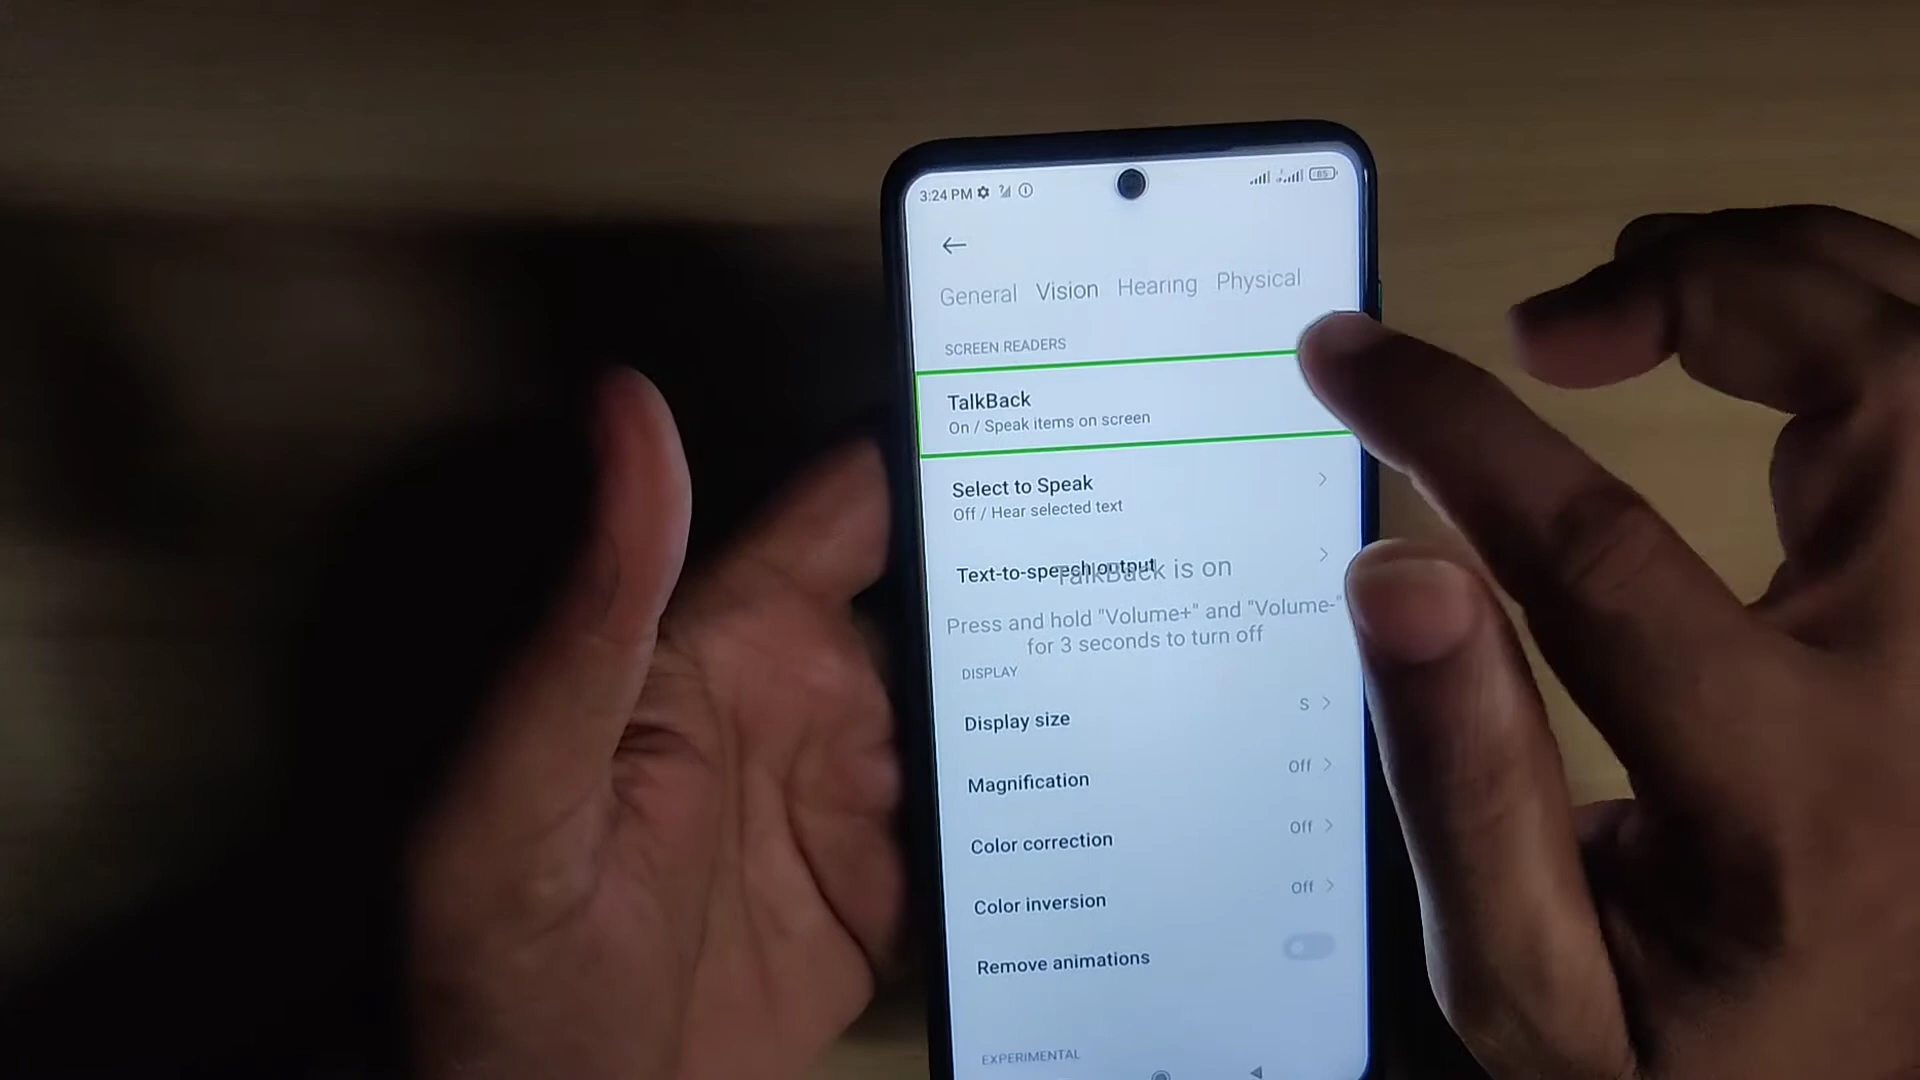 3:24 PM
85
General Vision Hearing Physical
SCREEN READERS
TalkBack
On / Speak items on screen
Select to Speak
Off / Hear selected text
Text-to-speech output
TalkBack is on
Press and hold "Volume+" and "Volume-"
for 3 seconds to turn off
DISPLAY
Display size S
Magnification Off
Color correction Off
Color inversion Off
Remove animations
EXPERIMENTAL